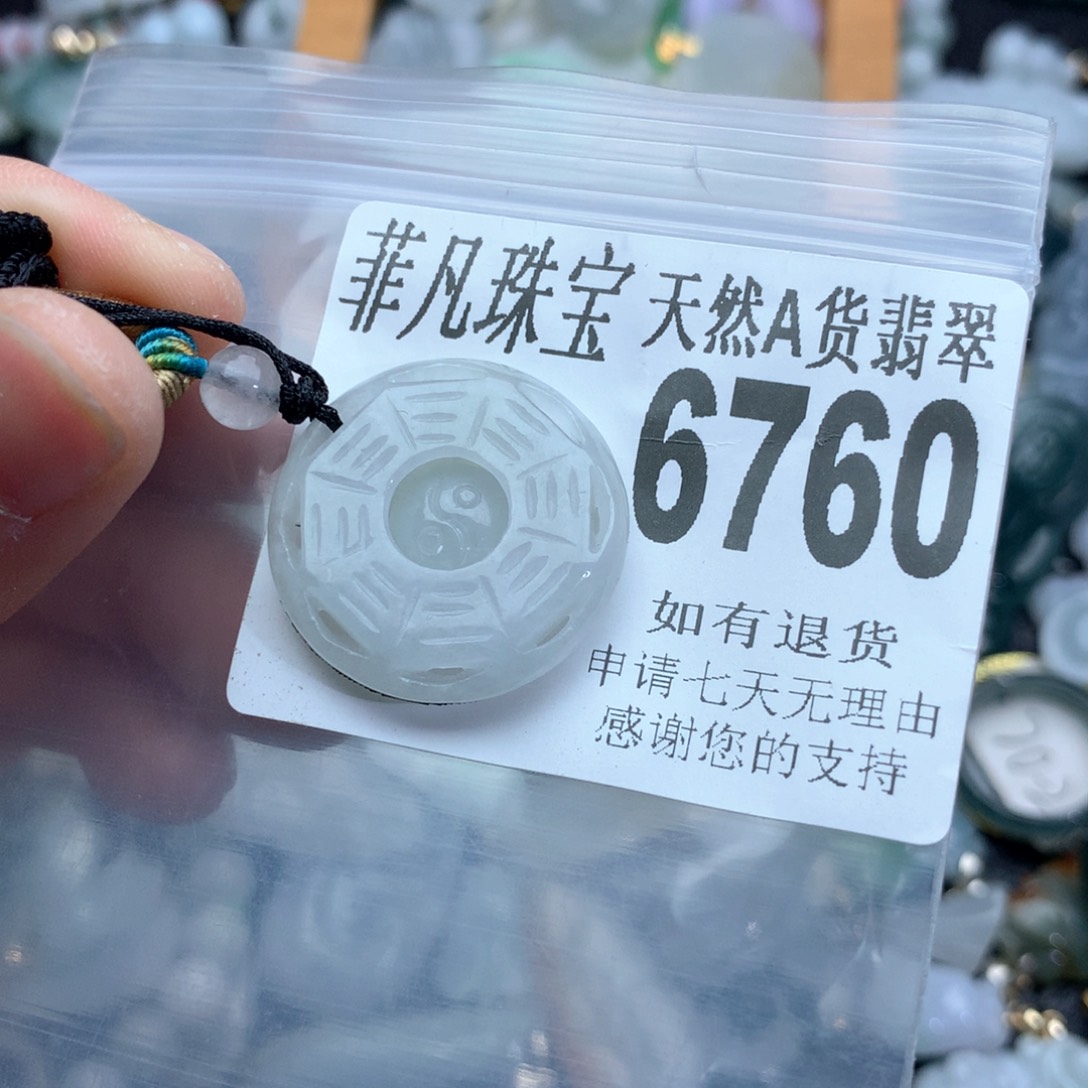 菲凡珠宝 天然A货翡翠
6760
如有退货
申请七天无理由
感谢您的支持